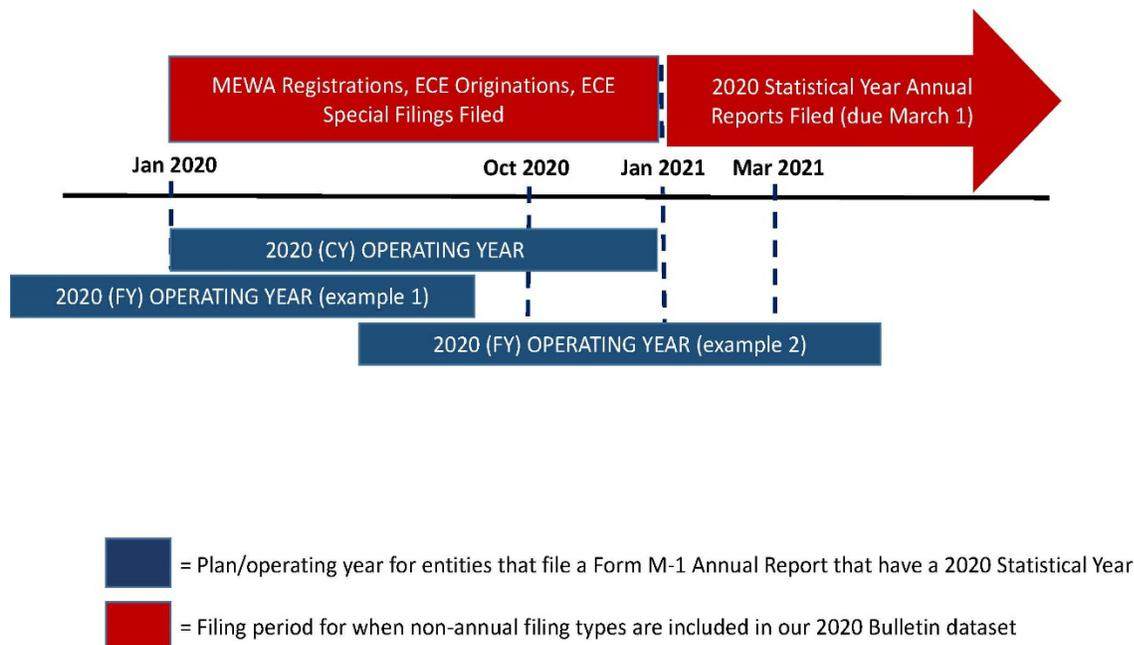 MEWA Registrations, ECE Originations, ECE
Special Filings Filed
2020 Statistical Year Annual
Reports Filed (due March 1)
Jan 2020
Oct 2020
Jan 2021
Mar 2021
2020 (CY) OPERATING YEAR
2020 (FY) OPERATING YEAR (example 1)
2020 (FY) OPERATING YEAR (example 2)
= Plan/operating year for entities that file a Form M-1 Annual Report that have a 2020 Statistical Year
= Filing period for when non-annual filing types are included in our 2020 Bulletin dataset